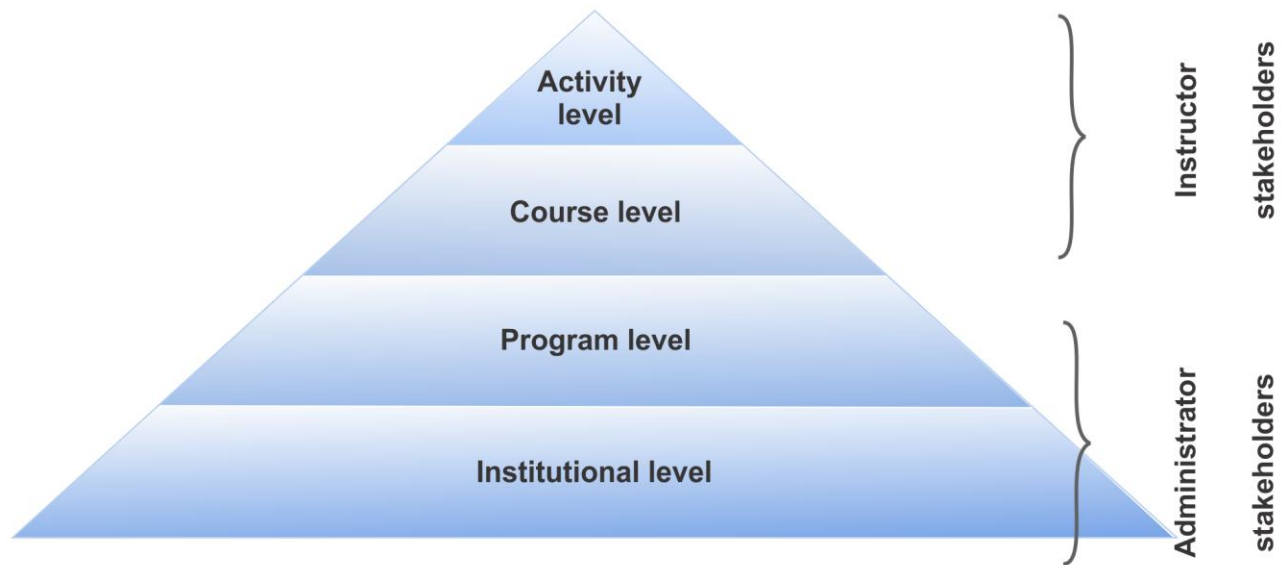 Activity
level
Course level
Program level
Institutional level
Instructor
stakeholders
Administrator
stakeholders